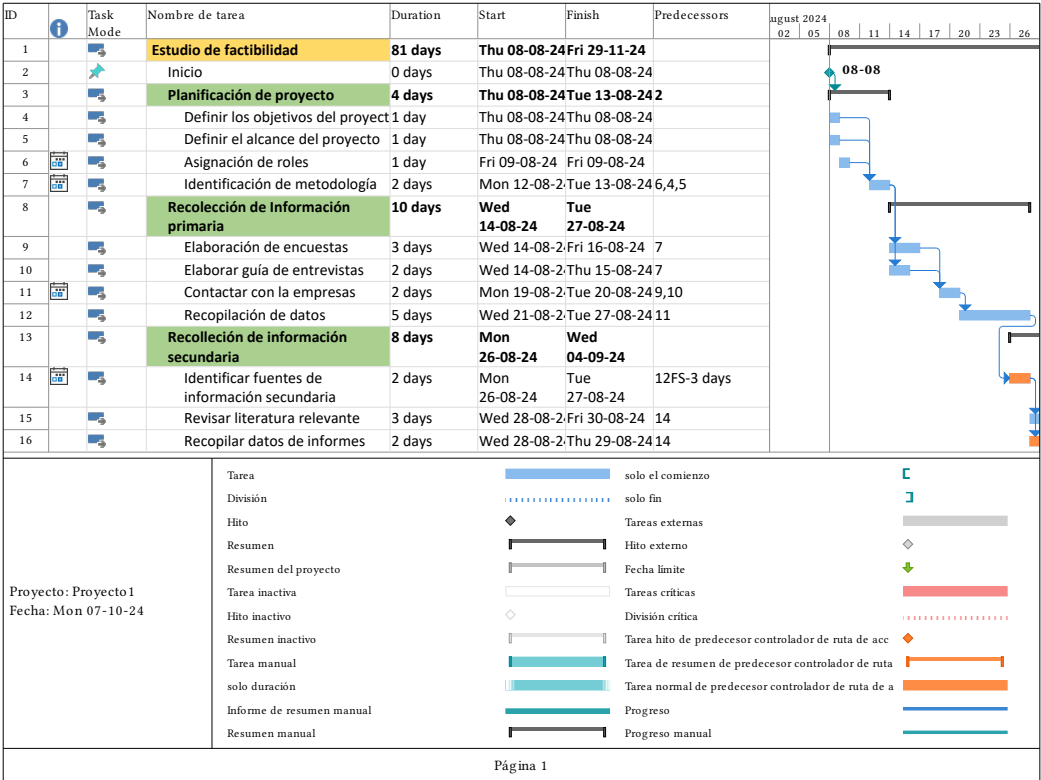 ID Task Mode Nombre de tarea Duration Start Finish Predecessors
ugust 2024
02 05 08 11 14 17 20 23 26
1 Estudio de factibilidad 81 days Thu 08-08-24 Fri 29-11-24
2 Inicio 0 days Thu 08-08-24 Thu 08-08-24
08-08
3 Planificación de proyecto 4 days Thu 08-08-24 Tue 13-08-24 2
4 Definir los objetivos del proyect 1 day Thu 08-08-24 Thu 08-08-24
5 Definir el alcance del proyecto 1 day Thu 08-08-24 Thu 08-08-24
6 Asignación de roles 1 day Fri 09-08-24 Fri 09-08-24
7 Identificación de metodología 2 days Mon 12-08-2 Tue 13-08-24 6,4,5
8 Recolección de Información primaria 10 days Wed 14-08-24 Tue 27-08-24
9 Elaboración de encuestas 3 days Wed 14-08-2 Fri 16-08-24 7
10 Elaborar guía de entrevistas 2 days Wed 14-08-2 Thu 15-08-24 7
11 Contactar con la empresas 2 days Mon 19-08-2 Tue 20-08-24 9,10
12 Recopilación de datos 5 days Wed 21-08-2 Tue 27-08-24 11
13 Recolleción de información secundaria 8 days Mon 26-08-24 Wed 04-09-24
14 Identificar fuentes de información secundaria 2 days Mon 26-08-24 Tue 27-08-24 12FS-3 days
15 Revisar literatura relevante 3 days Wed 28-08-2 Fri 30-08-24 14
16 Recopilar datos de informes 2 days Wed 28-08-2 Thu 29-08-24 14
Proyecto: Proyecto1
Fecha: Mon 07-10-24
Tarea
División
Hito
Resumen
Resumen del proyecto
Tarea inactiva
Hito inactivo
Resumen inactivo
Tarea manual
solo duración
Informe de resumen manual
Resumen manual
solo el comienzo
solo fin
Tareas externas
Hito externo
Fecha límite
Tareas críticas
División crítica
Tarea hito de predecesor controlador de ruta de acc
Tarea de resumen de predecesor controlador de ruta
Tarea normal de predecesor controlador de ruta de a
Progreso
Progreso manual
Página 1